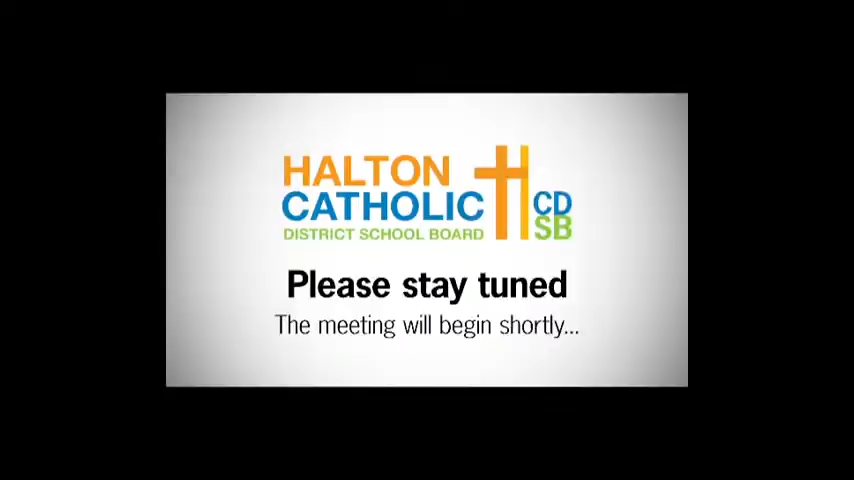 HALTON
CATHOLIC
DISTRICT SCHOOL BOARD
H CD
SB
Please stay tuned
The meeting will begin shortly...